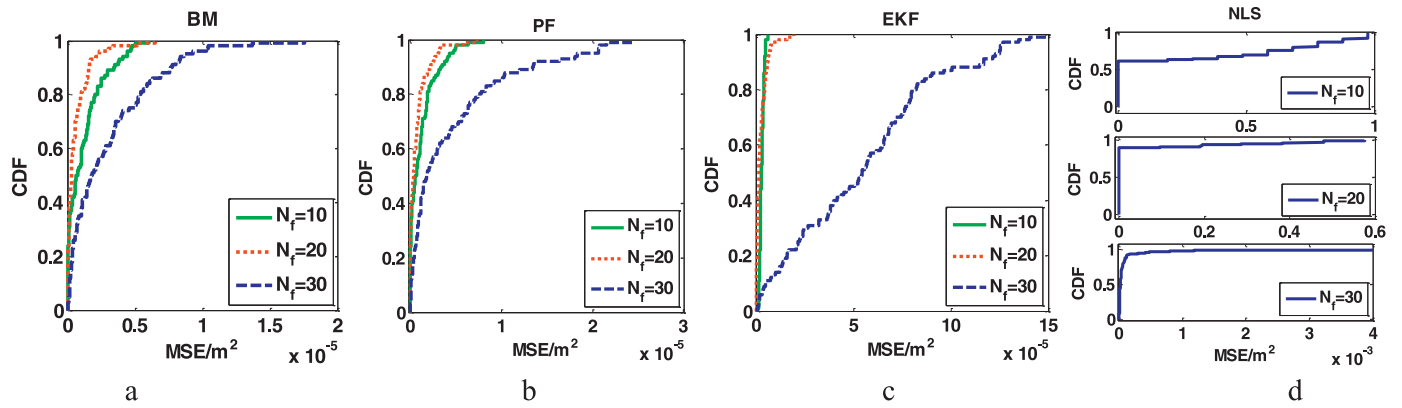 BM
CDF
1
0.8
0.6
0.4
0.2
0
N_f=10
N_f=20
N_f=30
0 0.5 1 1.5 2
MSE/m²
x 10⁻⁵
a
PF
CDF
1
0.8
0.6
0.4
0.2
0
N_f=10
N_f=20
N_f=30
0 1 2 3
MSE/m²
x 10⁻⁵
b
EKF
CDF
1
0.8
0.6
0.4
0.2
0
N_f=10
N_f=20
N_f=30
0 5 10 15
MSE/m²
x 10⁻⁵
c
NLS
CDF
1
0.5
0
N_f=10
0 0.5 1
CDF
1
0.5
0
N_f=20
0 0.2 0.4 0.6
CDF
1
0.5
0
N_f=30
0 1 2 3 4
MSE/m²
x 10⁻³
d